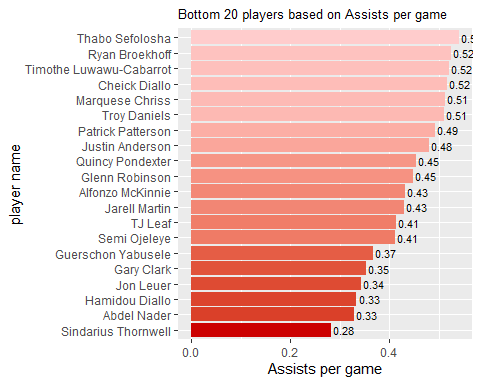 Bottom 20 players based on Assists per game
Thabo Sefolosha
Ryan Broekhoff 0.52
Timothe Luwawu-Cabarrot 0.52
Cheick Diallo 0.52
Marquese Chriss 0.51
Troy Daniels 0.51
Patrick Patterson 0.49
Justin Anderson 0.48
Quincy Pondexter 0.45
Glenn Robinson 0.45
Alfonzo McKinnie 0.43
Jarell Martin 0.43
TJ Leaf 0.41
Semi Ojeleye 0.41
Guerschon Yabusele 0.37
Gary Clark 0.35
Jon Leuer 0.34
Hamidou Diallo 0.33
Abdel Nader 0.33
Sindarius Thornwell 0.28
player name
0.0 0.2 0.4
Assists per game